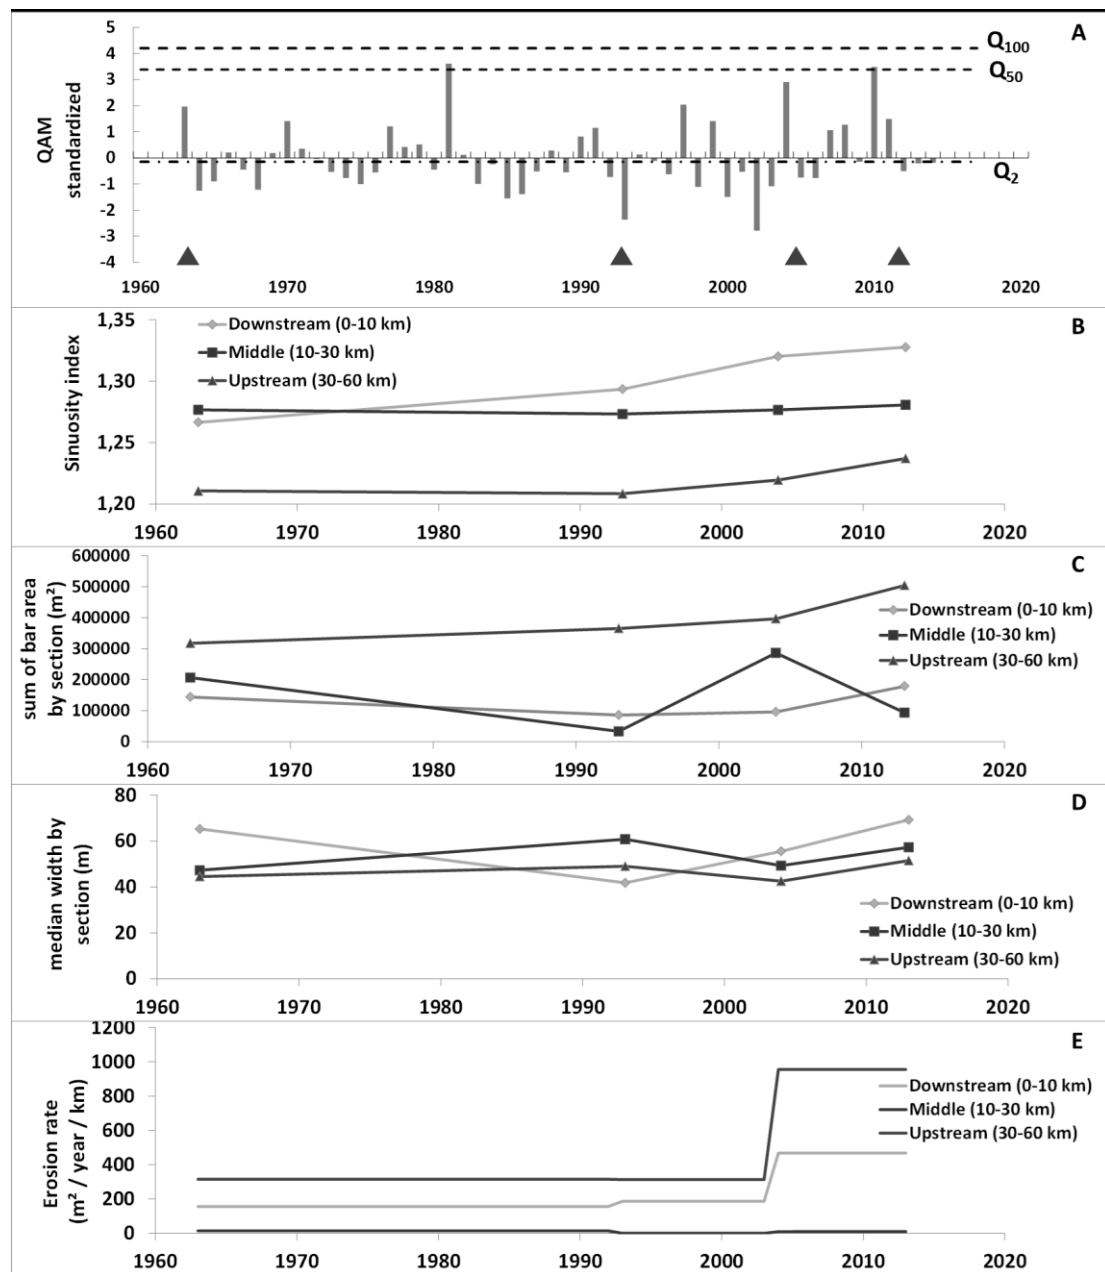 A
5
4
3
2
1
0
-1
-2
-3
-4
QAM
standardized
Q100
Q50
Q2
1960 1970 1980 1990 2000 2010 2020
B
1,35
1,30
1,25
1,20
Sinuosity index
Downstream (0-10 km)
Middle (10-30 km)
Upstream (30-60 km)
1960 1970 1980 1990 2000 2010 2020
C
600000
500000
400000
300000
200000
100000
0
sum of bar area
by section (m²)
Downstream (0-10 km)
Middle (10-30 km)
Upstream (30-60 km)
1960 1970 1980 1990 2000 2010 2020
D
80
60
40
20
0
median width by
section (m)
Downstream (0-10 km)
Middle (10-30 km)
Upstream (30-60 km)
1960 1970 1980 1990 2000 2010 2020
E
1200
1000
800
600
400
200
0
Erosion rate
(m² / year / km)
Downstream (0-10 km)
Middle (10-30 km)
Upstream (30-60 km)
1960 1970 1980 1990 2000 2010 2020